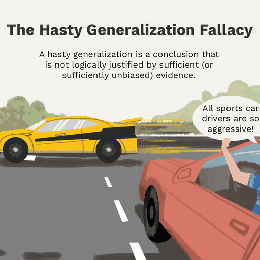 The Hasty Generalization Fallacy
A hasty generalization is a conclusion that
is not logically justified by sufficient (or
sufficiently unbiased) evidence.
All sports car
drivers are so
aggressive!